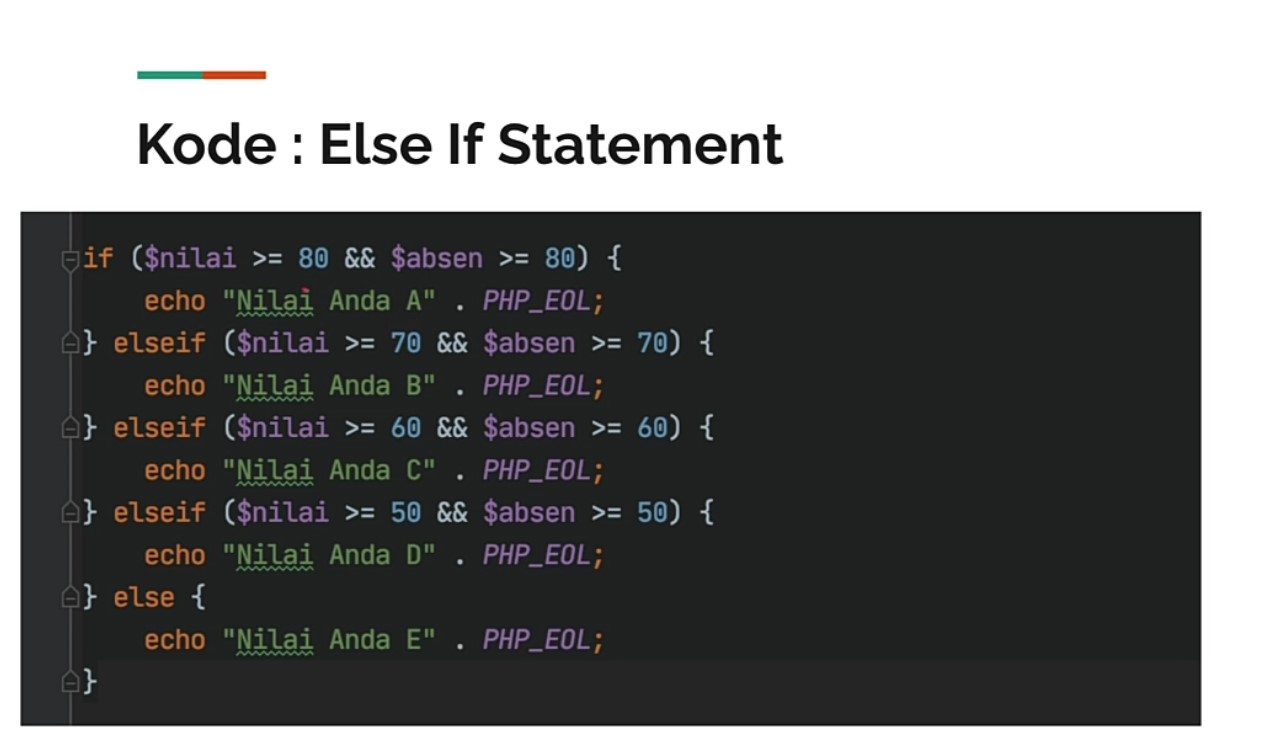 Kode : Else If Statement
if ($nilai >= 80 && $absen >= 80) {
    echo "Nilai Anda A" . PHP_EOL;
} elseif ($nilai >= 70 && $absen >= 70) {
    echo "Nilai Anda B" . PHP_EOL;
} elseif ($nilai >= 60 && $absen >= 60) {
    echo "Nilai Anda C" . PHP_EOL;
} elseif ($nilai >= 50 && $absen >= 50) {
    echo "Nilai Anda D" . PHP_EOL;
} else {
    echo "Nilai Anda E" . PHP_EOL;
}